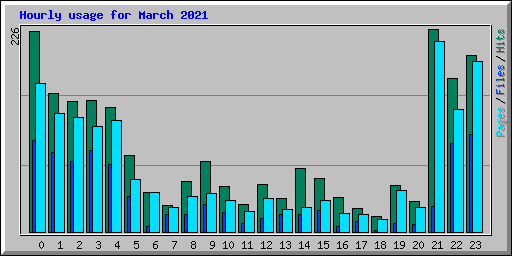 Hourly usage for March 2021
226
Pages/Files/Hits
0 1 2 3 4 5 6 7 8 9 10 11 12 13 14 15 16 17 18 19 20 21 22 23